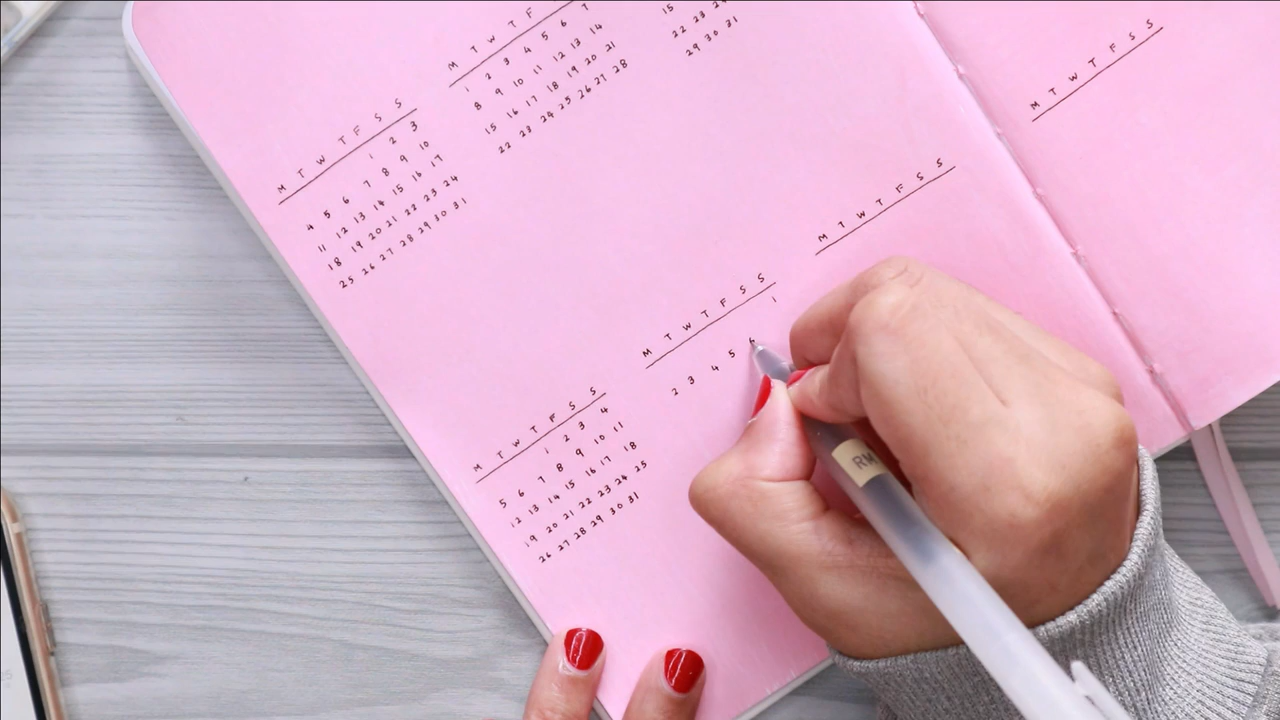 M T W T F S S
1 2 3
4 5 6 7 8 9 10
11 12 13 14 15 16 17
18 19 20 21 22 23 24
25 26 27 28 29 30 31
M T W T F
1 2 3 4 5 6 7
8 9 10 11 12 13 14
15 16 17 18 19 20 21
22 23 24 25 26 27 28
15
22 23 24
29 30 31
M T W T F S S
1 2 3 4
5 6 7 8 9 10 11
12 13 14 15 16 17 18
19 20 21 22 23 24 25
26 27 28 29 30 31
M T W T F S S
1
2 3 4 5 6
M T W T F S S
M T W T F S S
RM